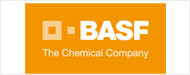 BASF
The Chemical Company